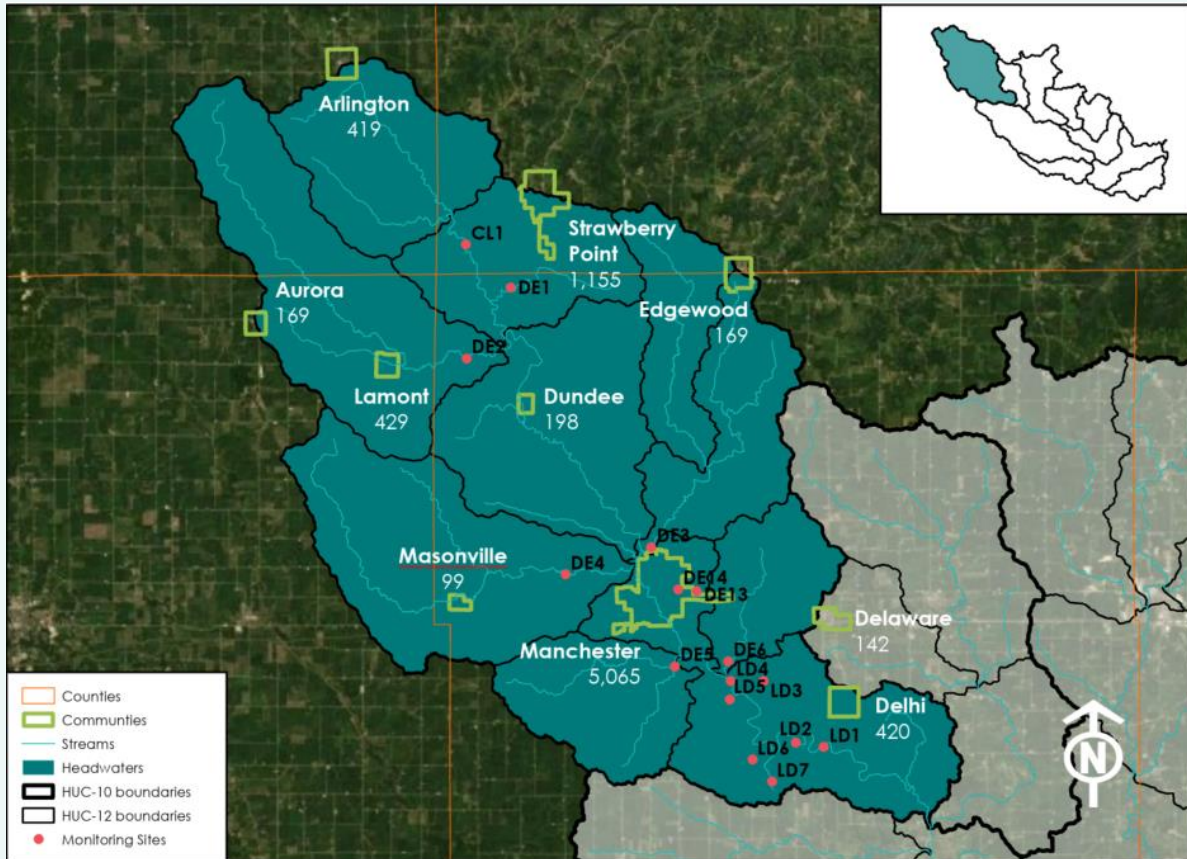 Arlington
419
CL1
Strawberry
Point
1,155
DE1
Aurora
169
Edgewood
169
DE2
Lamont
429
Dundee
198
DE3
Masonville
99
DE4
DE14
DE13
Delaware
142
Manchester
5,065
DE5
DE6
LD4
LD3
LD5
Delhi
420
LD2
LD1
LD6
LD7
N
Counties
Communties
Streams
Headwaters
HUC-10 boundaries
HUC-12 boundaries
Monitoring Sites